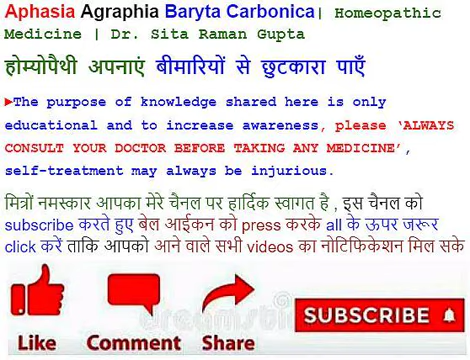 Aphasia Agraphia Baryta Carbonica| Homeopathic
Medicine | Dr. Sita Raman Gupta
होम्योपैथी अपनाएं बीमारियों से छुटकारा पाएँ
►The purpose of knowledge shared here is only
educational and to increase awareness, please ‘ALWAYS
CONSULT YOUR DOCTOR BEFORE TAKING ANY MEDICINE’,
self-treatment may always be injurious.
मित्रों नमस्कार आपका मेरे चैनल पर हार्दिक स्वागत है , इस चैनल को
subscribe करते हुए बेल आईकन को press करके all के ऊपर जरूर
click करें ताकि आपको आने वाले सभी videos का नोटिफिकेशन मिल सके
SUBSCRIBE
Like Comment Share